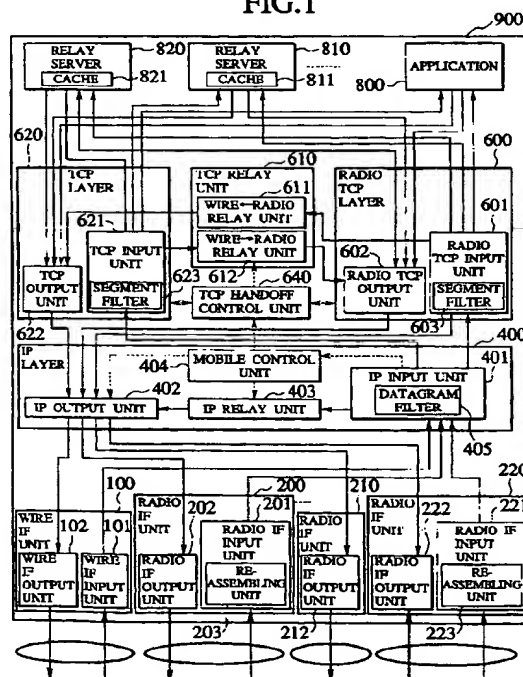 FIG.1
900
RELAY SERVER
820
CACHE
821
RELAY SERVER
810
CACHE
811
APPLICATION
800
620
TCP LAYER
621
TCP INPUT UNIT
SEGMENT FILTER
623
TCP OUTPUT UNIT
622
610
TCP RELAY UNIT
611
WIRE→RADIO RELAY UNIT
WIRE←RADIO RELAY UNIT
612
640
TCP HANDOFF CONTROL UNIT
600
RADIO TCP LAYER
601
RADIO TCP INPUT UNIT
SEGMENT FILTER
603
602
RADIO TCP OUTPUT UNIT
400
IP LAYER
401
IP INPUT UNIT
DATAGRAM FILTER
405
404
MOBILE CONTROL UNIT
402
IP OUTPUT UNIT
403
IP RELAY UNIT
100
WIRE IF UNIT
102
101
WIRE IF OUTPUT UNIT
WIRE IF INPUT UNIT
200
RADIO IF UNIT
202
RADIO IF OUTPUT UNIT
201
RADIO IF INPUT UNIT
RE-ASSEMBLING UNIT
203
210
RADIO IF UNIT
RADIO IF OUTPUT UNIT
212
220
RADIO IF UNIT
222
RADIO IF OUTPUT UNIT
221
RADIO IF INPUT UNIT
RE-ASSEMBLING UNIT
223